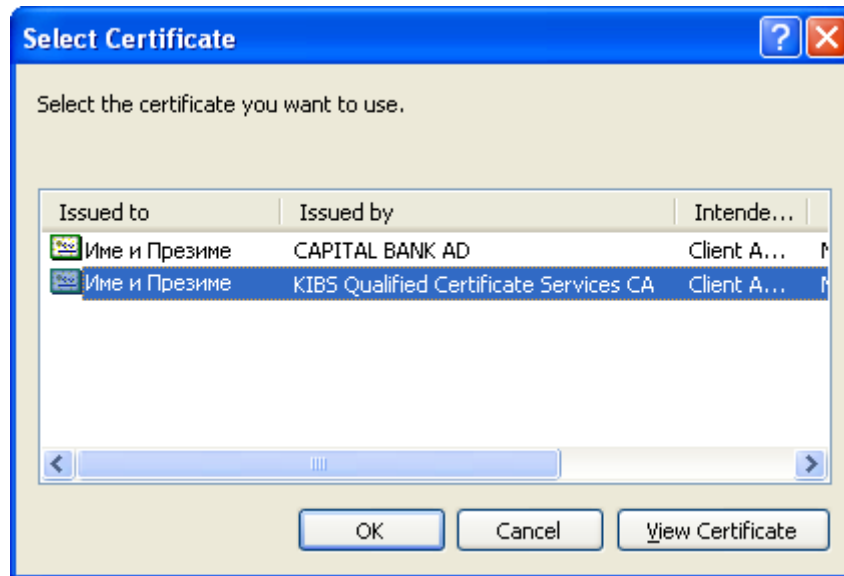 Select Certificate
Select the certificate you want to use.
Issued to Issued by Intende...
Име и Презиме CAPITAL BANK AD Client A...
Име и Презиме KIBS Qualified Certificate Services CA Client A...
OK Cancel View Certificate